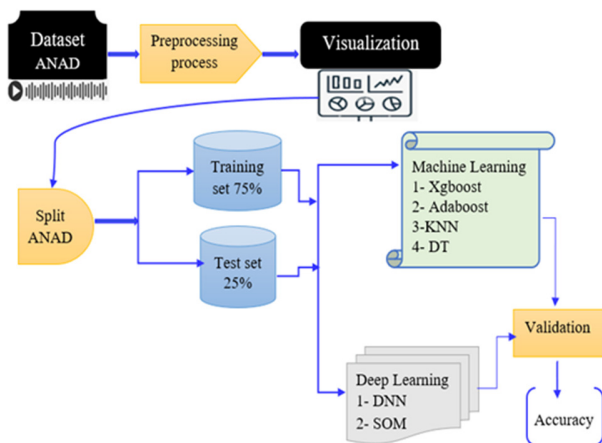 Dataset
ANAD
Preprocessing
process
Visualization
Split
ANAD
Training
set 75%
Test set
25%
Machine Learning
1- Xgboost
2- Adaboost
3-KNN
4- DT
Deep Learning
1- DNN
2- SOM
Validation
Accuracy